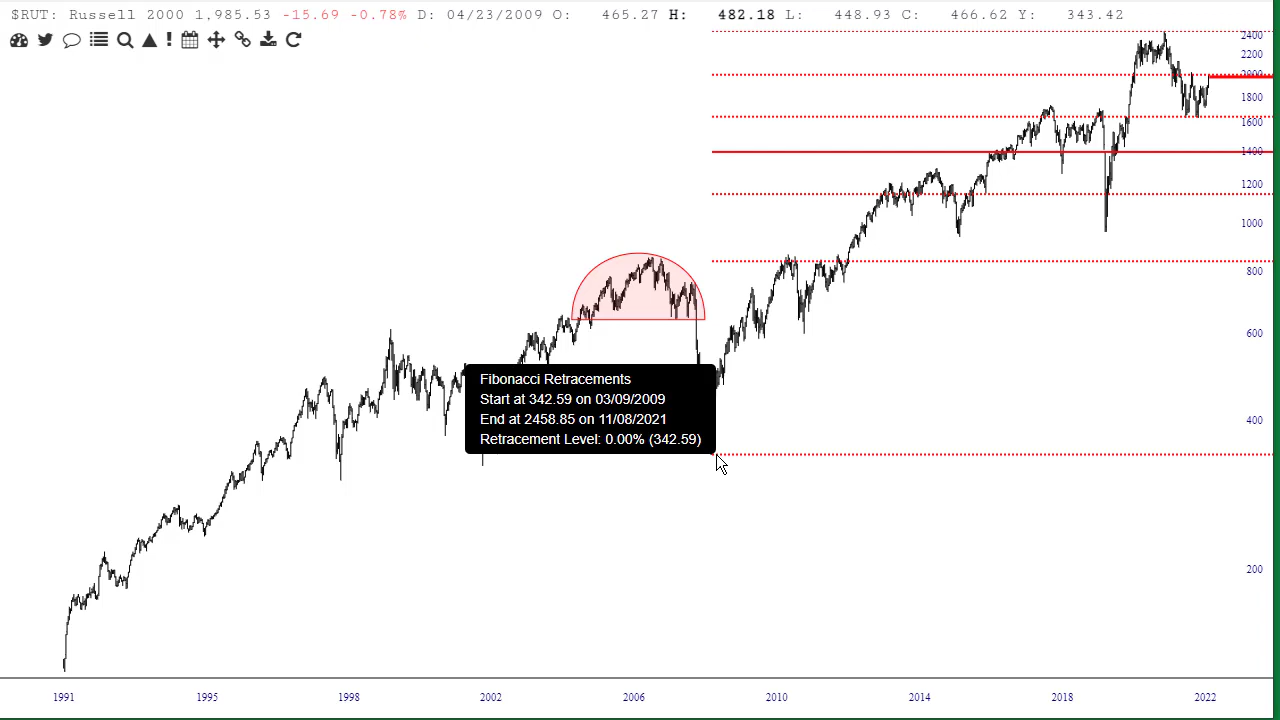 $RUT: Russell 2000 1,985.53 -15.69 -0.78% D: 04/23/2009 O: 465.27 H: 482.18 L: 448.93 C: 466.62 Y: 343.42
2400
2200
2000
1800
1600
1400
1200
1000
800
600
Fibonacci Retracements
Start at 342.59 on 03/09/2009
End at 2458.85 on 11/08/2021
Retracement Level: 0.00% (342.59)
400
200
1991 1995 1998 2002 2006 2010 2014 2018 2022